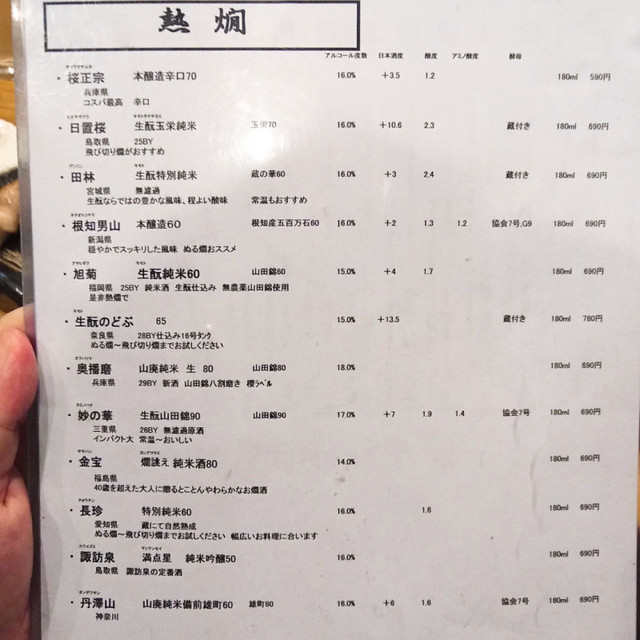 熱燗
アルコール度数 日本酒度 酸度 アミノ酸度 酵母
・桜正宗 本醸造辛口70 16.0% ＋3.5 1.2 180ml 590円
兵庫県
コスパ最高 辛口
・日置桜 生酛玉栄純米 玉栄70 16.0% ＋10.6 2.3 蔵付き 180ml 690円
鳥取県 25BY
飛び切り燗がおすすめ
・田林 生酛特別純米 蔵の華60 16.0% ＋3 2.4 蔵付き 180ml 690円
宮城県 無濾過
生酛ならではの豊かな風味、程よい酸味 常温もおすすめ
・根知男山 本醸造60 根知産五百万石60 16.0% ＋2 1.3 1.2 協会7号,G9 180ml 690円
新潟県
穏やかでスッキリした風味 ぬる燗おススメ
・旭菊 生酛純米60 山田錦60 15.0% ＋4 1.7 180ml 690円
福岡県 25BY 純米酒 生酛仕込み 無農薬山田錦使用
是非熱燗で
・生酛のどぶ 65 15.0% ＋13.5 蔵付き 180ml 780円
奈良県 28BY仕込み16号タンク
ぬる燗～飛び切り燗までお試しください
・奥播磨 山廃純米 生 80 山田錦80 18.0% 180ml 690円
兵庫県 29BY 新酒 山田錦八割磨き 櫻ラベル
・妙の華 生酛山田錦90 山田錦90 17.0% ＋7 1.9 1.4 協会7号 180ml 690円
三重県 26BY 無濾過原酒
インパクト大 常温～おいしい
・金宝 燗誂え 純米酒80 14.0% 180ml 690円
福島県
40歳を超えた大人に贈るとことんやわらかなお燗酒
・長珍 特別純米60 16.0% 1.6 180ml 690円
愛知県 蔵にて自然熟成
ぬる燗～飛び切り燗までお試しください 幅広いお料理に合います
・諏訪泉 満点星 純米吟醸50 16.0% 180ml 690円
鳥取県 諏訪泉の定番酒
・丹澤山 山廃純米備前雄町60 雄町60 16.0% ＋6 1.6 協会7号 180ml 690円
神奈川